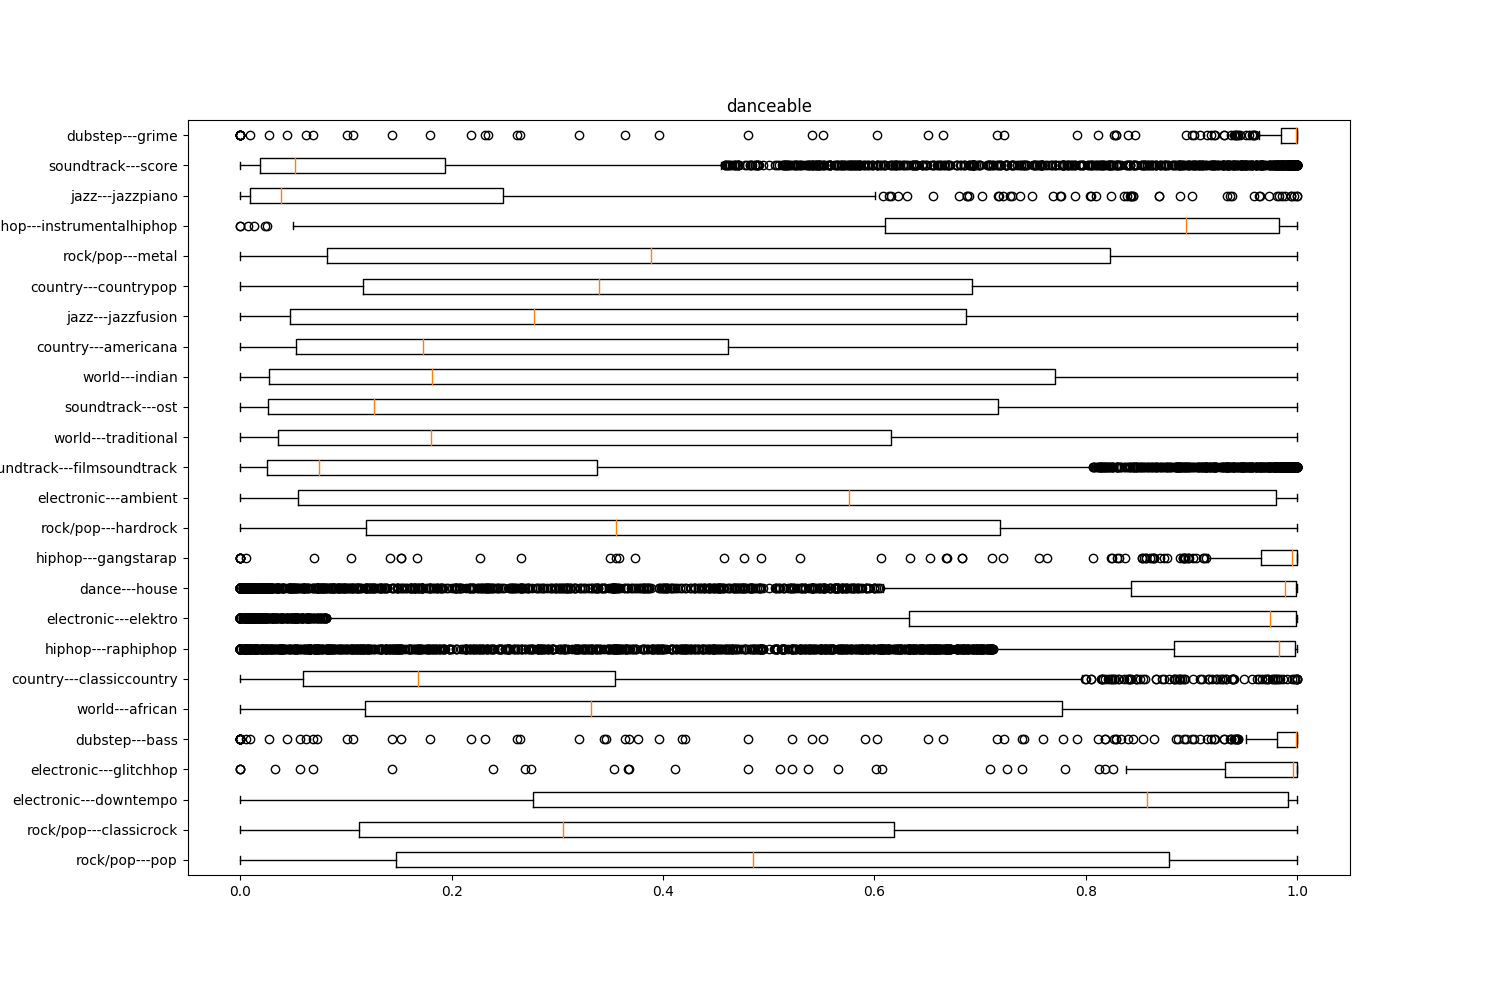 danceable
dubstep---grime
soundtrack---score
jazz---jazzpiano
hop---instrumentalhiphop
rock/pop---metal
country---countrypop
jazz---jazzfusion
country---americana
world---indian
soundtrack---ost
world---traditional
undtrack---filmsoundtrack
electronic---ambient
rock/pop---hardrock
hiphop---gangstarap
dance---house
electronic---elektro
hiphop---raphiphop
country---classiccountry
world---african
dubstep---bass
electronic---glitchhop
electronic---downtempo
rock/pop---classicrock
rock/pop---pop
0.0 0.2 0.4 0.6 0.8 1.0